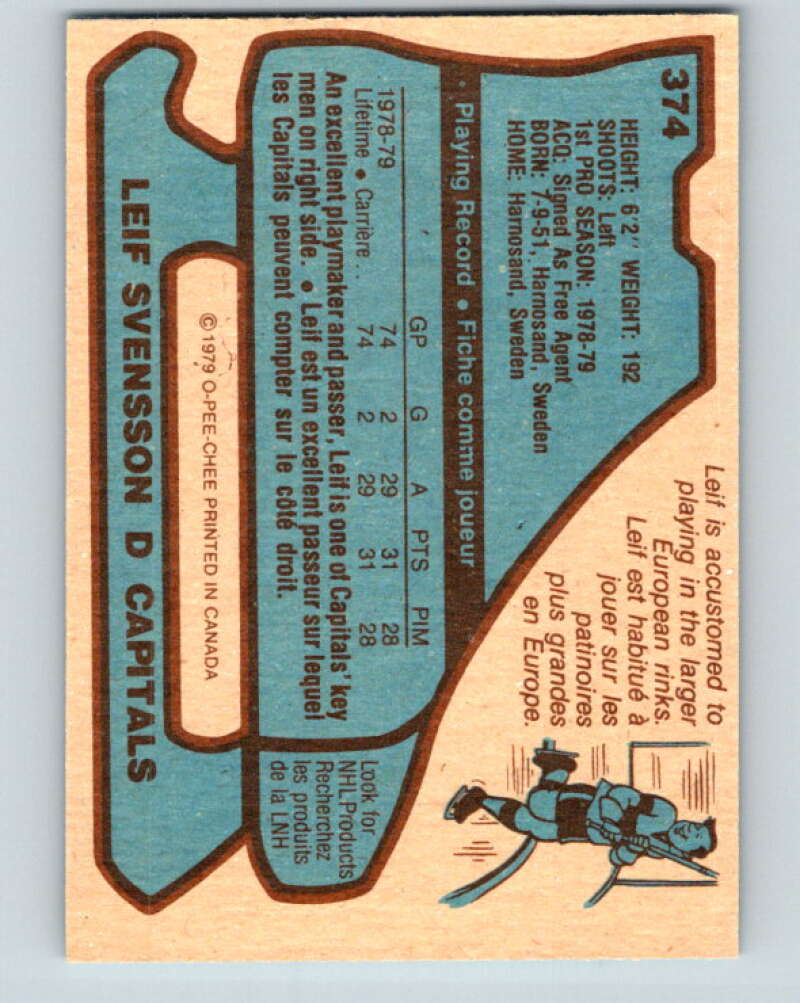 374
HEIGHT: 6'2" WEIGHT: 192
SHOOTS: Left
1st PRO SEASON: 1978-79
ACQ: Signed As Free Agent
BORN: 7-9-51, Harnosand, Sweden
HOME: Harnosand, Sweden
Leif is accustomed to
playing in the larger
European rinks.
Leif est habitué à
jouer sur les
patinoires
plus grandes
en Europe.
• Playing Record • Fiche comme joueur
GP G A PTS PIM
1978-79 74 2 29 31 28
Lifetime • Carrière . . 74 2 29 31 28
An excellent playmaker and passer, Leif is one of Capitals' key
men on right side. • Leif est un excellent passeur sur lequel
les Capitals peuvent compter sur le côté droit.
Look for
NHL Products
Recherchez
les produits
de la LNH
© 1979 O-PEE-CHEE PRINTED IN CANADA
LEIF SVENSSON D CAPITALS